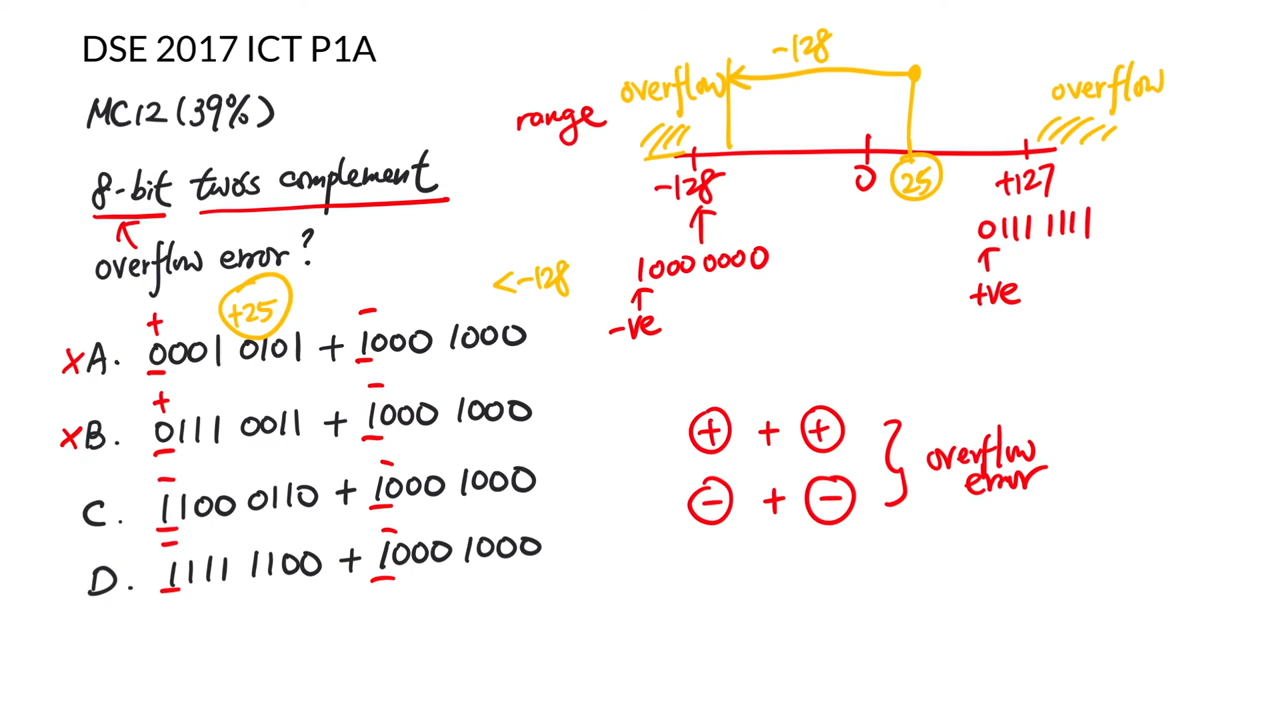 DSE 2017 ICT P1A
MC12 (39%)
8-bit two's complement
overflow error?
+25
<-128
+ -
× A. 0001 0101 + 1000 1000
+ -
× B. 0111 0011 + 1000 1000
- -
C. 1100 0110 + 1000 1000
- -
D. 1111 1100 + 1000 1000
-128
overflow
overflow
range
-128 0 25 +127
1000 0000
0111 1111
-ve
+ve
+ + +
- + -
} overflow
error